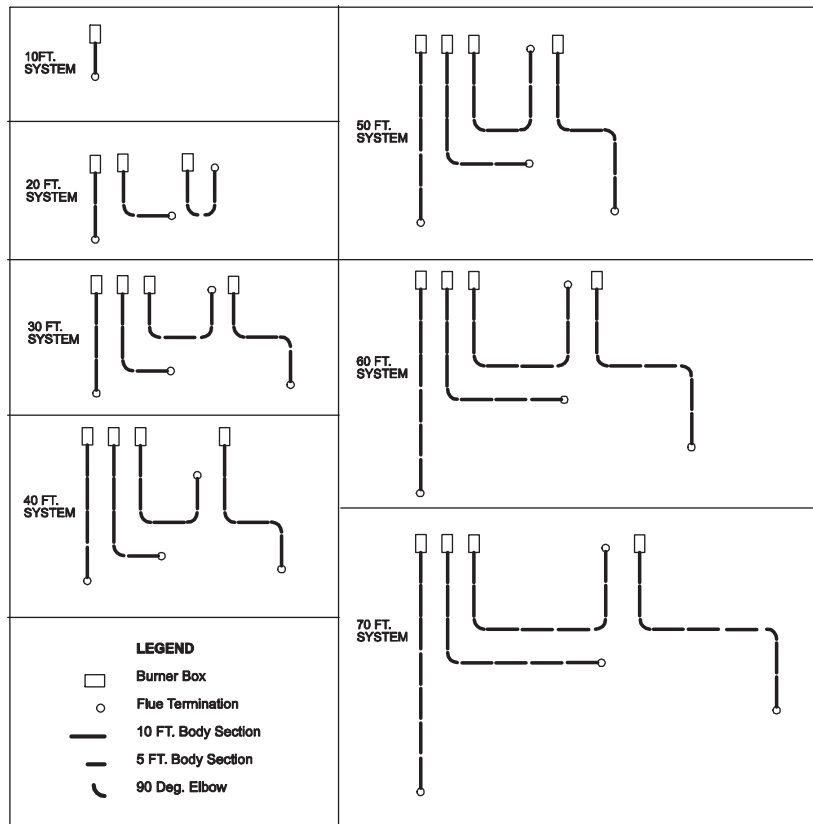 10FT.
SYSTEM
20 FT.
SYSTEM
30 FT.
SYSTEM
40 FT.
SYSTEM
50 FT.
SYSTEM
60 FT.
SYSTEM
70 FT.
SYSTEM
LEGEND
Burner Box
Flue Termination
10 FT. Body Section
5 FT. Body Section
90 Deg. Elbow